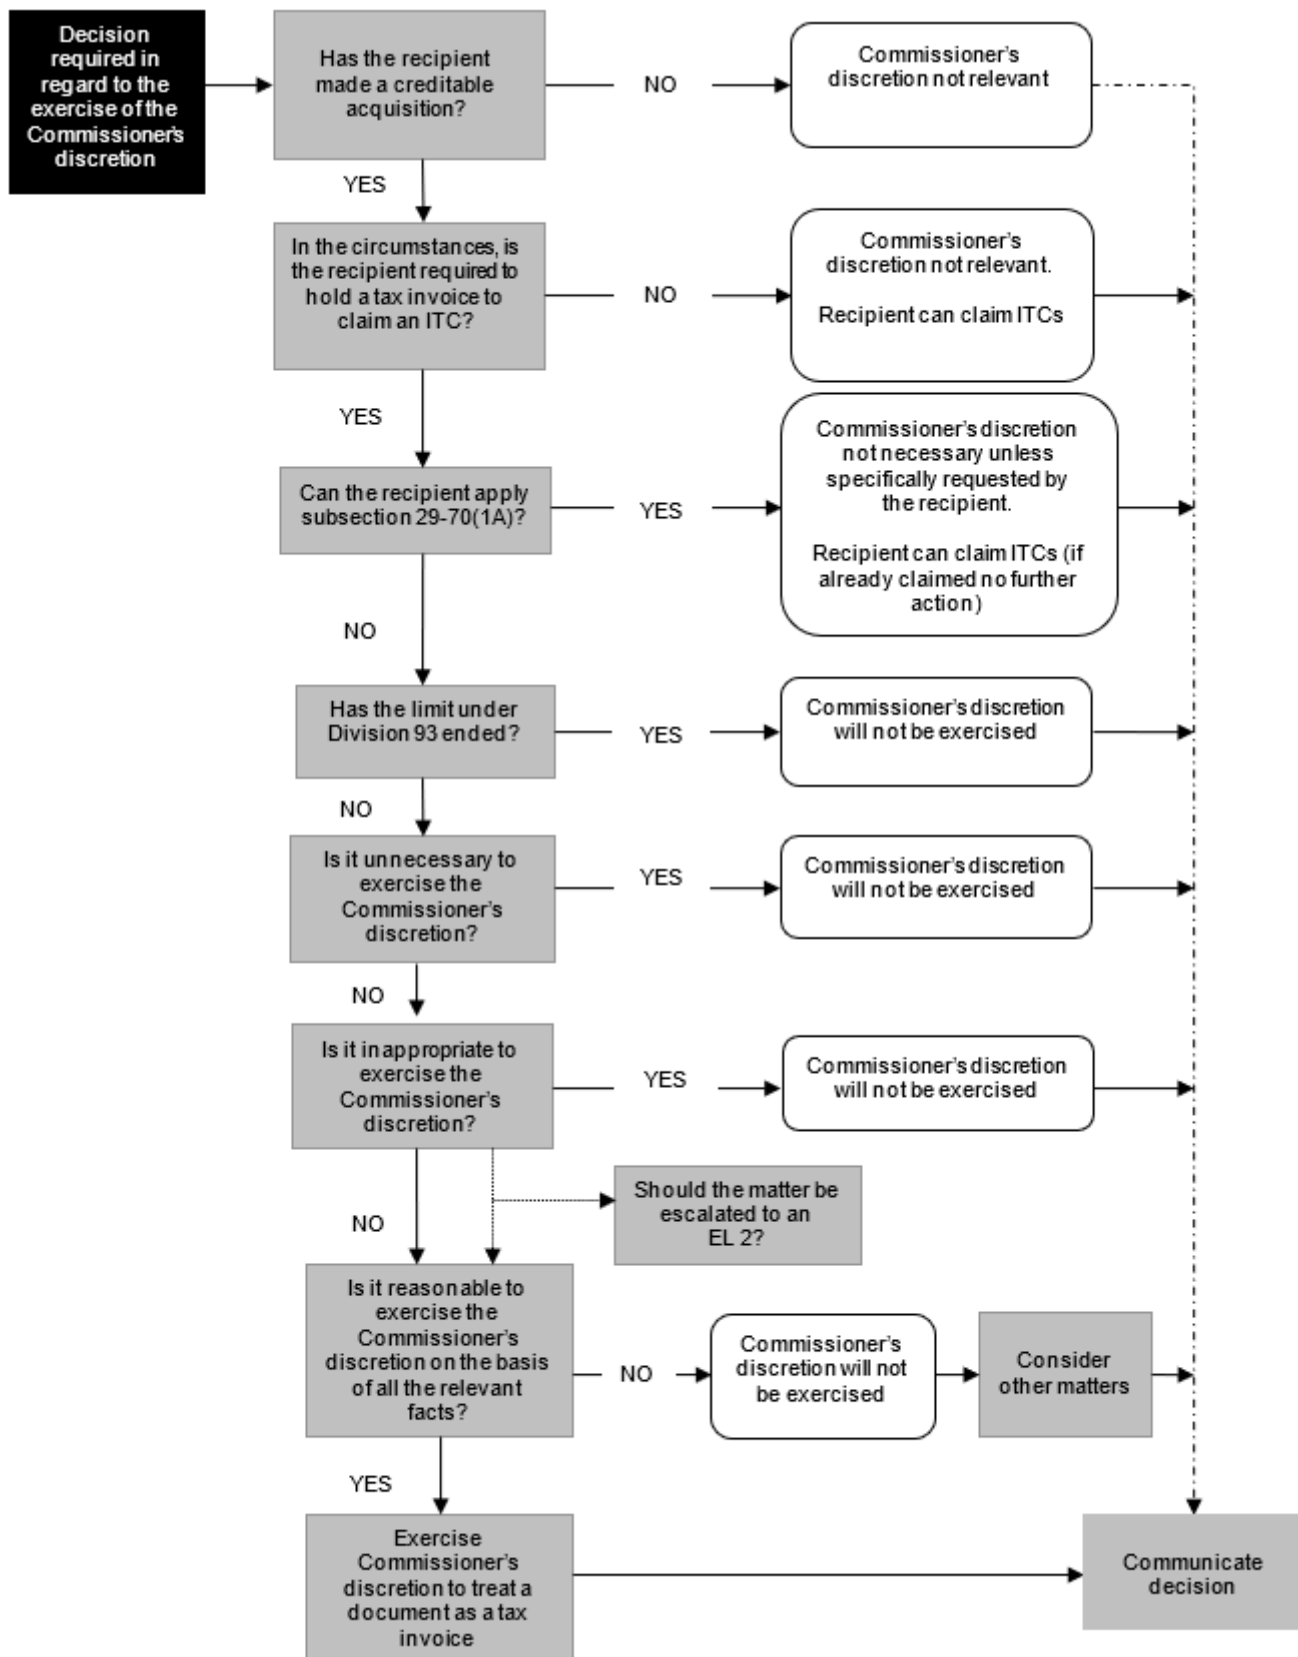 Decision
required in
regard to the
exercise of the
Commissioner's
discretion
Has the recipient
made a creditable
acquisition?
NO
Commissioner's
discretion not relevant
YES
In the circumstances, is
the recipient required to
hold a tax invoice to
claim an ITC?
NO
Commissioner's
discretion not relevant.
Recipient can claim ITCs
YES
Can the recipient apply
subsection 29-70(1A)?
YES
Commissioner's discretion
not necessary unless
specifically requested by
the recipient.
Recipient can claim ITCs (if
already claimed no further
action )
NO
Has the limit under
Division 93 ended?
YES
Commissioner's discretion
will not be exercised
NO
Is it unnecessary to
exercise the
Commissioner's
discretion?
YES
Commissioner's discretion
will not be exercised
NO
Is it inappropriate to
exercise the
Commissioner's
discretion?
YES
Commissioner's discretion
will not be exercised
Should the matter be
escalated to an
EL 2?
NO
Is it reasonable to
exercise the
Commissioner's
discretion on the basis
of all the relevant
facts?
NO
Commissioner's
discretion will not
be exercised
Consider
other matters
YES
Exercise
Commissioner's
discretion to treat a
document as a tax
invoice
Communicate
decision